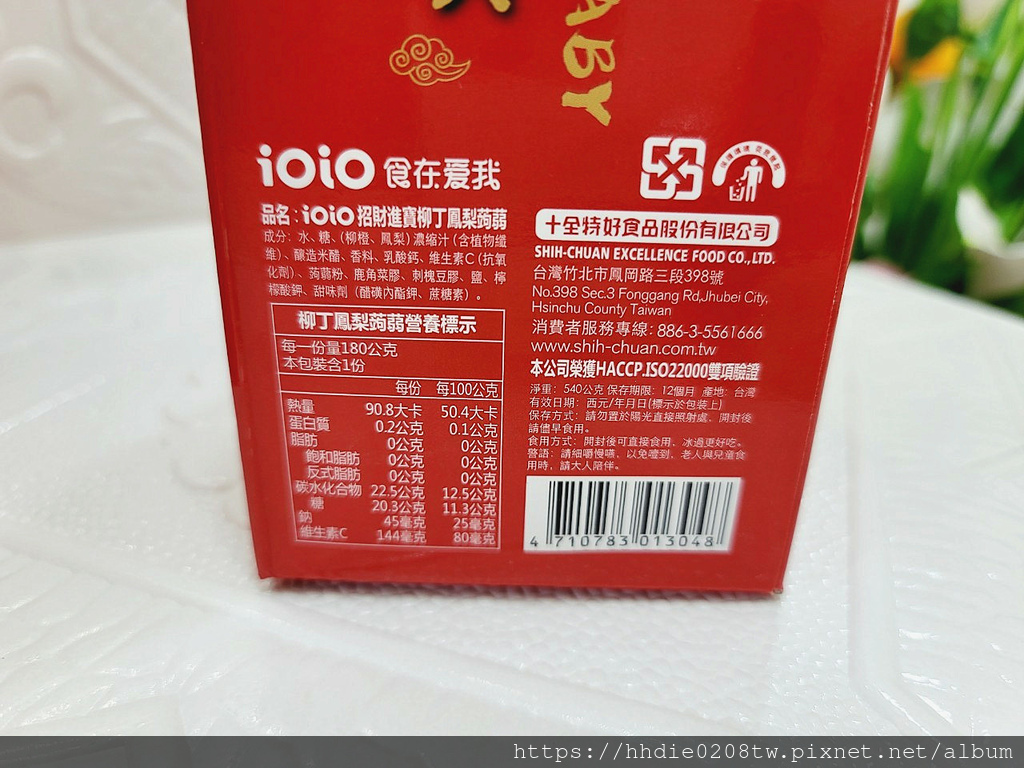 ABY
iOiO 食在愛我
品名：iOiO招財進寶柳丁鳳梨蒟蒻
成分：水、糖、(柳橙、鳳梨)濃縮汁(含植物纖
維)、釀造米醋、香料、乳酸鈣、維生素C(抗氧
化劑)、蒟蒻粉、鹿角菜膠、刺槐豆膠、鹽、檸
檬酸鉀、甜味劑(醋磺內酯鉀、蔗糖素)。
柳丁鳳梨蒟蒻營養標示
每一份量180公克
本包裝含1份
每份 每100公克
熱量 90.8大卡 50.4大卡
蛋白質 0.2公克 0.1公克
脂肪 0公克 0公克
飽和脂肪 0公克 0公克
反式脂肪 0公克 0公克
碳水化合物 22.5公克 12.5公克
糖 20.3公克 11.3公克
鈉 45毫克 25毫克
維生素C 144毫克 80毫克
十全特好食品股份有限公司
SHIH-CHUAN EXCELLENCE FOOD CO.,LTD.
台灣竹北市鳳岡路三段398號
No.398 Sec.3 Fonggang Rd,Jhubei City,
Hsinchu County Taiwan
消費者服務專線：886-3-5561666
www.shih-chuan.com.tw
本公司榮獲HACCP.ISO22000雙項驗證
淨重：540公克 保存期限：12個月 產地：台灣
有效日期：西元/年月日(標示於包裝上)
保存方式：請勿置於陽光直接照射處，開封後
請儘早食用。
食用方式：開封後可直接食用，冰過更好吃。
警語：請細嚼慢嚥，以免噎到，老人與兒童食
用時，請大人陪伴。
4 710783 013048
https://hhdie0208tw.pixnet.net/album